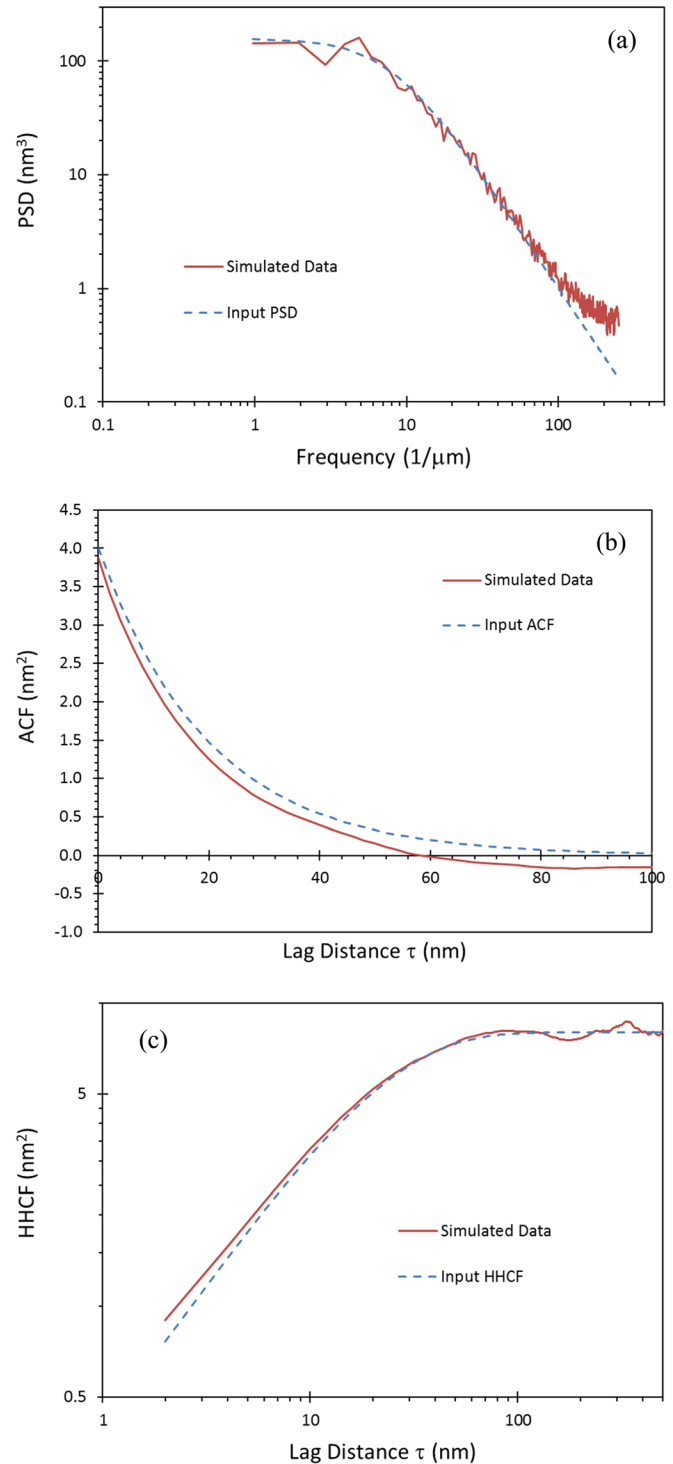 (a)
100
10
1
0.1
PSD (nm³)
Simulated Data
Input PSD
0.1 1 10 100
Frequency (1/μm)
(b)
4.5
4.0
3.5
3.0
2.5
2.0
1.5
1.0
0.5
0.0
-0.5
-1.0
ACF (nm²)
Simulated Data
Input ACF
0 20 40 60 80 100
Lag Distance τ (nm)
(c)
5
0.5
HHCF (nm²)
Simulated Data
Input HHCF
1 10 100
Lag Distance τ (nm)